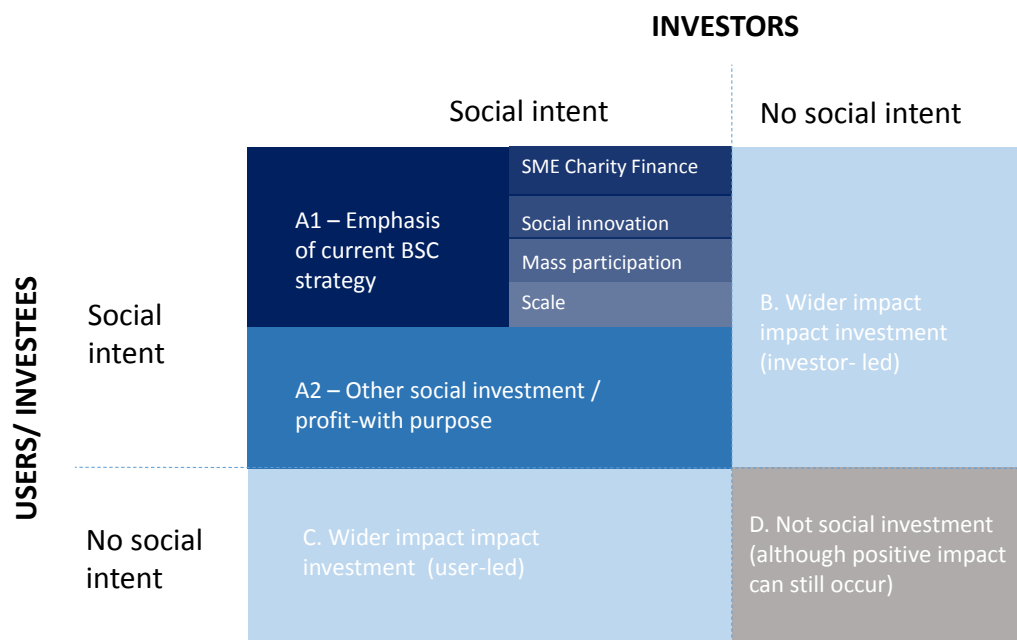 INVESTORS
Social intent
No social intent
USERS/ INVESTEES
Social
intent
A1 – Emphasis
of current BSC
strategy
SME Charity Finance
Social innovation
Mass participation
Scale
B. Wider impact
impact investment
(investor- led)
A2 – Other social investment /
profit-with purpose
No social
intent
C. Wider impact impact
investment  (user-led)
D. Not social investment
(although positive impact
can still occur)